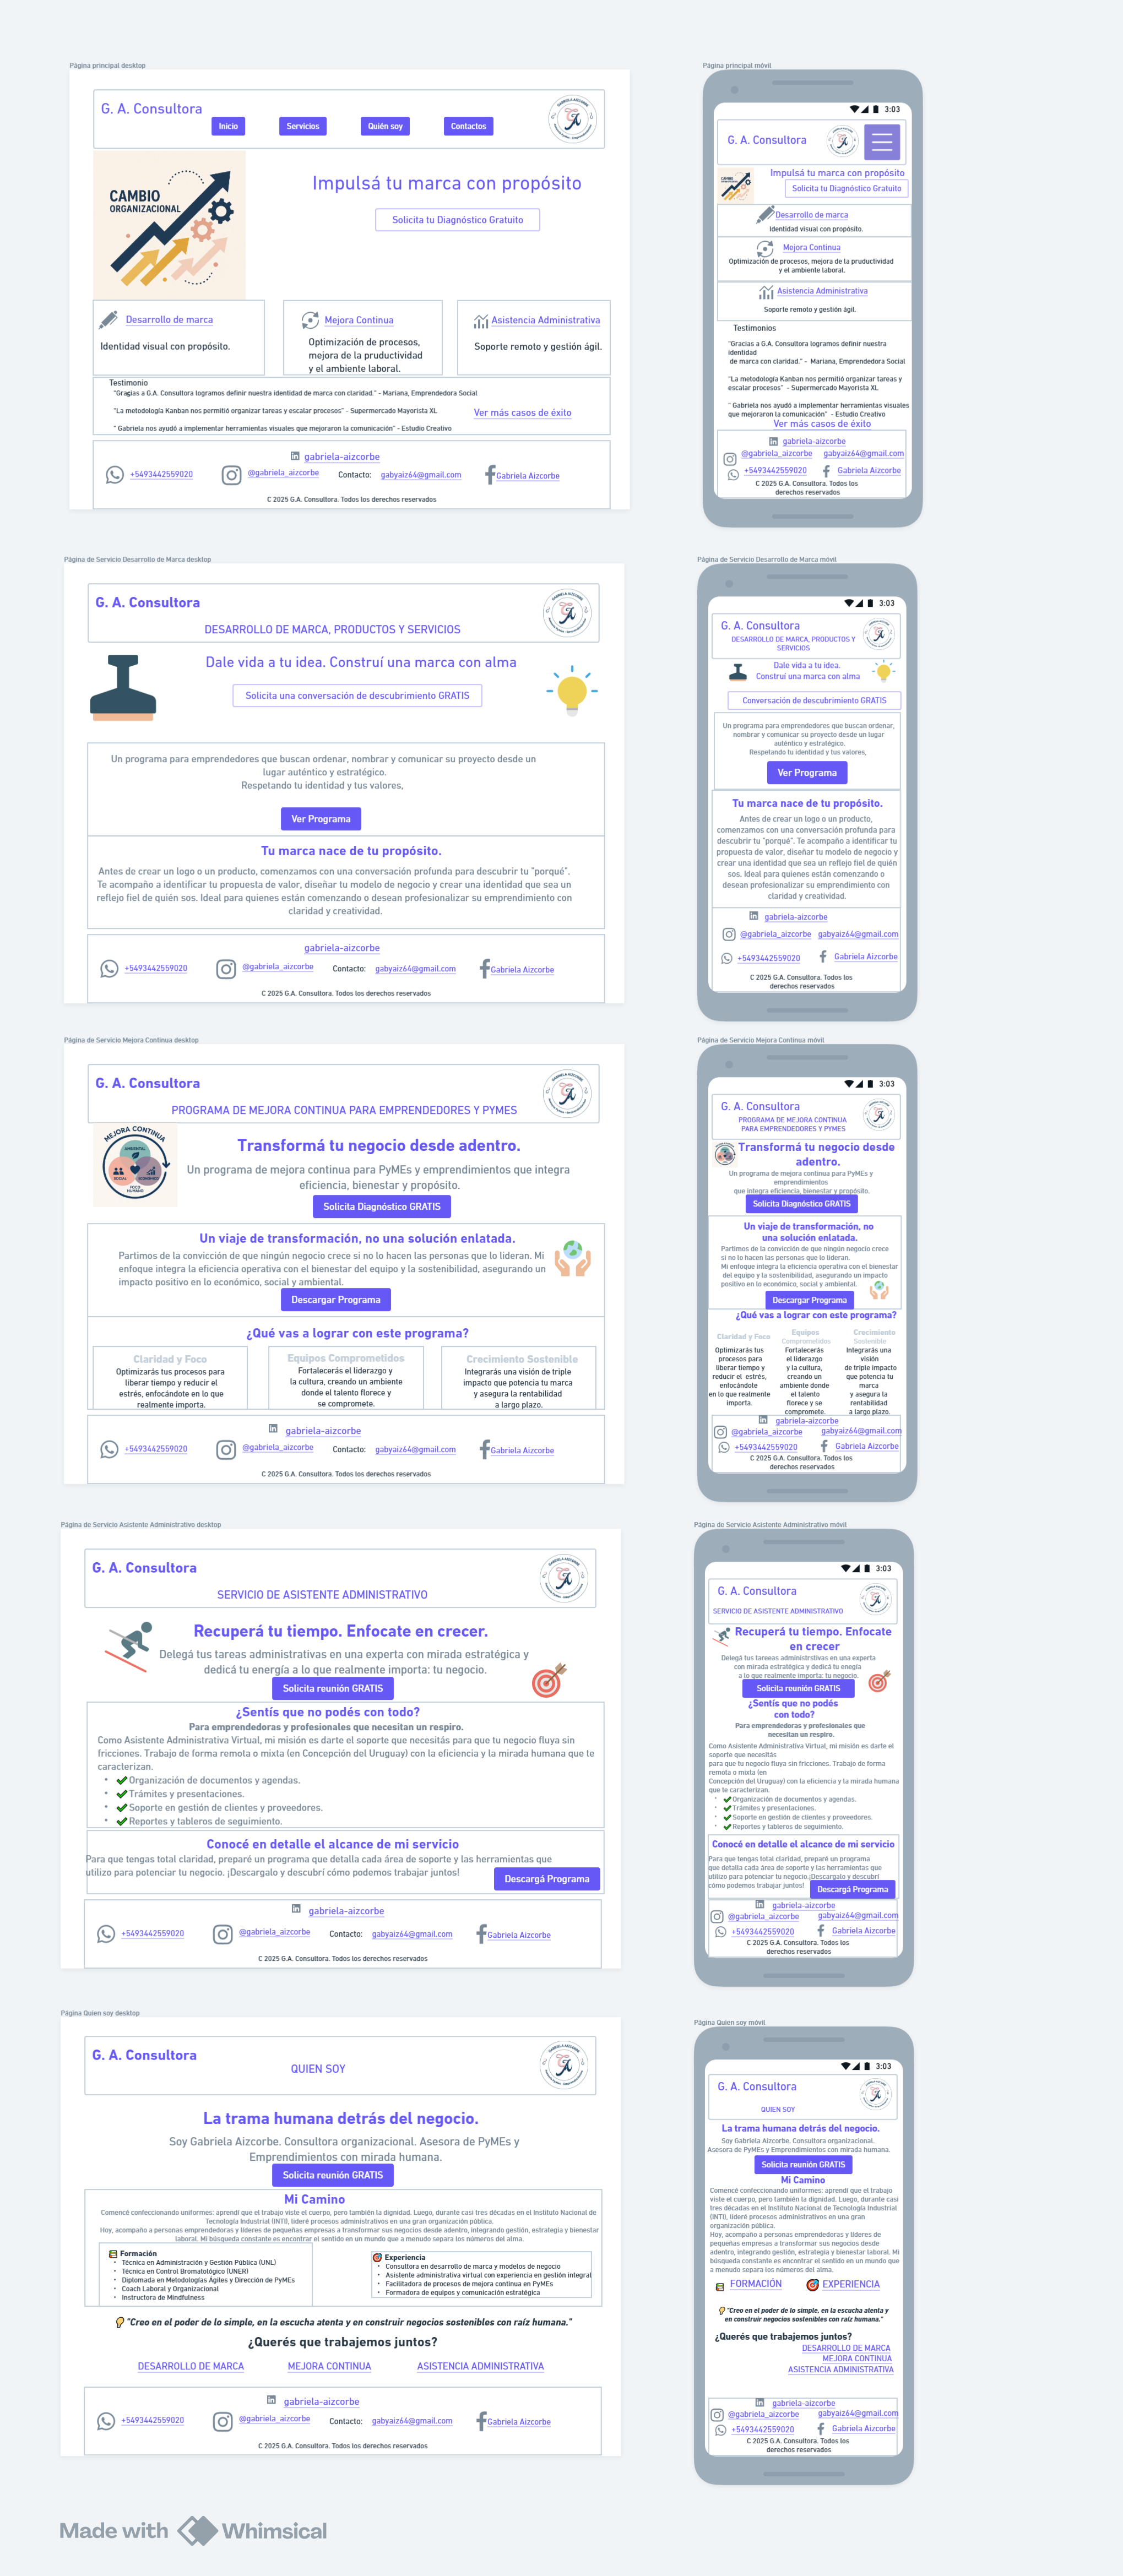 Página principal desktop
G. A. Consultora
Inicio
Servicios
Quién soy
Contactos
GABRIELA AIZCORBE
GA
CAMBIO
ORGANIZACIONAL
Impulsá tu marca con propósito
Solicita tu Diagnóstico Gratuito
Desarrollo de marca
Identidad visual con propósito.
Mejora Continua
Optimización de procesos,
mejora de la pructividad
y el ambiente laboral.
Asistencia Administrativa
Soporte remoto y gestión ágil.
Testimonio
"Gragias a G.A. Consultora logramos definir nuestra identidad de marca con claridad." - Mariana, Emprendedora Social
"La metodología Kanban nos permitió organizar tareas y escalar procesos" - Supermercado Mayorista XL
Ver más casos de éxito
" Gabriela nos ayudó a implementar herramientas visuales que mejoraron la comunicación" - Estudio Creativo
gabriela-aizcorbe
+5493442559020
@gabriela_aizcorbe
Contacto:
gabyaiz64@gmail.com
Gabriela Aizcorbe
C 2025 G.A. Consultora. Todos los derechos reservados
Página principal móvil
3:03
G. A. Consultora
Impulsá tu marca con propósito
CAMBIO
Solicita tu Diagnóstico Gratuito
Desarrollo de marca
Identidad visual con propósito.
Mejora Continua
Optimización de procesos, mejora de la pructividad
y el ambiente laboral.
Asistencia Administrativa
Soporte remoto y gestión ágil.
Testimonios
"Gracias a G.A. Consultora logramos definir nuestra
identidad
de marca con claridad." - Mariana, Emprendedora Social
"La metodología Kanban nos permitió organizar tareas y
escalar procesos" - Supermercado Mayorista XL
" Gabriela nos ayudó a implementar herramientas visuales
que mejoraron la comunicación" - Estudio Creativo
Ver más casos de éxito
gabriela-aizcorbe
@gabriela_aizcorbe
gabyaiz64@gmail.com
+5493442559020
Gabriela Aizcorbe
C 2025 G.A. Consultora. Todos los
derechos reservados
Página de Servicio Desarrollo de Marca desktop
G. A. Consultora
GABRIELA AIZCORBE
GA
DESARROLLO DE MARCA, PRODUCTOS Y SERVICIOS
Dale vida a tu idea. Construí una marca con alma
Solicita una conversación de descubrimiento GRATIS
Un programa para emprendedores que buscan ordenar, nombrar y comunicar su proyecto desde un
lugar auténtico y estratégico.
Respetando tu identidad y tus valores,
Ver Programa
Tu marca nace de tu propósito.
Antes de crear un logo o un producto, comenzamos con una conversación profunda para descubrir tu "porqué".
Te acompaño a identificar tu propuesta de valor, diseñar tu modelo de negocio y crear una identidad que sea un
reflejo fiel de quién sos. Ideal para quienes están comenzando o desean profesionalizar su emprendimiento con
claridad y creatividad.
gabriela-aizcorbe
+5493442559020
@gabriela_aizcorbe
Contacto:
gabyaiz64@gmail.com
Gabriela Aizcorbe
C 2025 G.A. Consultora. Todos los derechos reservados
Página de Servicio Desarrollo de Marca móvil
3:03
G. A. Consultora
DESARROLLO DE MARCA, PRODUCTOS Y
SERVICIOS
Dale vida a tu idea.
Construí una marca con alma
Conversación de descubrimiento GRATIS
Un programa para emprendedores que buscan ordenar,
nombrar y comunicar su proyecto desde un lugar
auténtico y estratégico.
Respetando tu identidad y tus valores,
Ver Programa
Tu marca nace de tu propósito.
Antes de crear un logo o un producto,
comenzamos con una conversación profunda para
descubrir tu "porqué". Te acompaño a identificar tu
propuesta de valor, diseñar tu modelo de negocio y
crear una identidad que sea un reflejo fiel de quién
sos. Ideal para quienes están comenzando o
desean profesionalizar su emprendimiento con
claridad y creatividad.
gabriela-aizcorbe
@gabriela_aizcorbe
gabyaiz64@gmail.com
+5493442559020
Gabriela Aizcorbe
C 2025 G.A. Consultora. Todos los
derechos reservados
Página de Servicio Mejora Continua desktop
G. A. Consultora
GABRIELA AIZCORBE
GA
PROGRAMA DE MEJORA CONTINUA PARA EMPRENDEDORES Y PYMES
MEJORA CONTINUA
AMBIENTAL
SOCIAL
ECONÓMICO
FOCO
HUMANO
Transformá tu negocio desde adentro.
Un programa de mejora continua para PyMEs y emprendimientos que integra
eficiencia, bienestar y propósito.
Solicita Diagnóstico GRATIS
Un viaje de transformación, no una solución enlatada.
Partimos de la convicción de que ningún negocio crece si no lo hacen las personas que lo lideran. Mi
enfoque integra la eficiencia operativa con el bienestar del equipo y la sostenibilidad, asegurando un
impacto positivo en lo económico, social y ambiental.
Descargar Programa
¿Qué vas a lograr con este programa?
Claridad y Foco
Optimizarás tus procesos para
liberar tiempo y reducir el
estrés, enfocándote en lo que
realmente importa.
Equipos Comprometidos
Fortalecerás el liderazgo y
la cultura, creando un ambiente
donde el talento florece y
se compromete.
Crecimiento Sostenible
Integrarás una visión de triple
impacto que potencia tu marca
y asegura la rentabilidad
a largo plazo.
gabriela-aizcorbe
+5493442559020
@gabriela_aizcorbe
Contacto:
gabyaiz64@gmail.com
Gabriela Aizcorbe
C 2025 G.A. Consultora. Todos los derechos reservados
Página de Servicio Mejora Continua móvil
3:03
G. A. Consultora
PROGRAMA DE MEJORA CONTINUA
PARA EMPRENDEDORES Y PYMES
Transformá tu negocio desde
adentro.
Un programa de mejora continua para PyMEs y
emprendimientos
que integra eficiencia, bienestar y propósito.
Solicita Diagnóstico GRATIS
Un viaje de transformación, no
una solución enlatada.
Partimos de la convicción de que ningún negocio crece
si no lo hacen las personas que lo lideran.
Mi enfoque integra la eficiencia operativa con el bienestar
del equipo y la sostenibilidad, asegurando un impacto
positivo en lo económico, social y ambiental.
Descargar Programa
¿Qué vas a lograr con este programa?
Claridad y Foco
Optimizarás tus
procesos para
liberar tiempo y
reducir el estrés,
enfocándote
en lo que realmente
importa.
Equipos
Comprometidos
Fortalecerás
el liderazgo
y la cultura,
creando un
ambiente donde
el talento
florece y se
compromete.
Crecimiento
Sostenible
Integrarás una
visión
de triple impacto
que potencia tu
marca
y asegura la
rentabilidad
a largo plazo.
gabriela-aizcorbe
@gabriela_aizcorbe
gabyaiz64@gmail.com
+5493442559020
Gabriela Aizcorbe
C 2025 G.A. Consultora. Todos los
derechos reservados
Página de Servicio Asistente Administrativo desktop
G. A. Consultora
GABRIELA AIZCORBE
GA
SERVICIO DE ASISTENTE ADMINISTRATIVO
Recuperá tu tiempo. Enfocate en crecer.
Delegá tus tareas administrativas en una experta con mirada estratégica y
dedicá tu energía a lo que realmente importa: tu negocio.
Solicita reunión GRATIS
¿Sentís que no podés con todo?
Para emprendedoras y profesionales que necesitan un respiro.
Como Asistente Administrativa Virtual, mi misión es darte el soporte que necesitás para que tu negocio fluya sin
fricciones. Trabajo de forma remota o mixta (en Concepción del Uruguay) con la eficiencia y la mirada humana que te
caracterizan.
• ✔ Organización de documentos y agendas.
• ✔ Trámites y presentaciones.
• ✔ Soporte en gestión de clientes y proveedores.
• ✔ Reportes y tableros de seguimiento.
Conocé en detalle el alcance de mi servicio
Para que tengas total claridad, preparé un programa que detalla cada área de soporte y las herramientas que
utilizo para potenciar tu negocio. ¡Descargalo y descubrí cómo podemos trabajar juntos!
Descargá Programa
gabriela-aizcorbe
+5493442559020
@gabriela_aizcorbe
Contacto:
gabyaiz64@gmail.com
Gabriela Aizcorbe
C 2025 G.A. Consultora. Todos los derechos reservados
Página de Servicio Asistente Administrativo móvil
3:03
G. A. Consultora
SERVICIO DE ASISTENTE ADMINISTRATIVO
Recuperá tu tiempo. Enfocate
en crecer
Delegá tus tareeas administrstivas en una experta
con mirada estratégica y dedicá tu enegía
a lo que realmente importa: tu negocio.
Solicita reunión GRATIS
¿Sentís que no podés
con todo?
Para emprendedoras y profesionales que
necesitan un respiro.
Como Asistente Administrativa Virtual, mi misión es darte el
soporte que necesitás
para que tu negocio fluya sin fricciones. Trabajo de forma
remota o mixta (en
Concepción del Uruguay) con la eficiencia y la mirada humana
que te caracterizan.
• ✔ Organización de documentos y agendas.
• ✔ Trámites y presentaciones.
• ✔ Soporte en gestión de clientes y proveedores.
• ✔ Reportes y tableros de seguimiento.
Conocé en detalle el alcance de mi servicio
Para que tengas total claridad, preparé un programa
que detalla cada área de soporte y las herramientas que
utilizo para potenciar tu negocio.¡Descargalo y descubrí
cómo podemos trabajar juntos!
Descargá Programa
gabriela-aizcorbe
@gabriela_aizcorbe
gabyaiz64@gmail.com
+5493442559020
Gabriela Aizcorbe
C 2025 G.A. Consultora. Todos los
derechos reservados
Página Quien soy desktop
G. A. Consultora
GABRIELA AIZCORBE
GA
QUIEN SOY
La trama humana detrás del negocio.
Soy Gabriela Aizcorbe. Consultora organizacional. Asesora de PyMEs y
Emprendimientos con mirada humana.
Solicita reunión GRATIS
Mi Camino
Comencé confeccionando uniformes: aprendí que el trabajo viste el cuerpo, pero también la dignidad. Luego, durante casi tres décadas en el Instituto Nacional de
Tecnología Industrial (INTI), lideré procesos administrativos en una gran organización pública.
Hoy, acompaño a personas emprendedoras y líderes de pequeñas empresas a transformar sus negocios desde adentro, integrando gestión, estrategia y bienestar
laboral. Mi búsqueda constante es encontrar el sentido en un mundo que a menudo separa los números del alma.
Formación
• Técnica en Administración y Gestión Pública (UNL)
• Técnica en Control Bromatológico (UNER)
• Diplomada en Metodologías Ágiles y Dirección de PyMEs
• Coach Laboral y Organizacional
• Instructora de Mindfulness
Experiencia
• Consultora en desarrollo de marca y modelos de negocio
• Asistente administrativa virtual con experiencia en gestión integral
• Facilitadora de procesos de mejora continua en PyMEs
• Formadora de equipos y comunicación estratégica
"Creo en el poder de lo simple, en la escucha atenta y en construir negocios sostenibles con raíz humana."
¿Querés que trabajemos juntos?
DESARROLLO DE MARCA
MEJORA CONTINUA
ASISTENCIA ADMINISTRATIVA
gabriela-aizcorbe
+5493442559020
@gabriela_aizcorbe
Contacto:
gabyaiz64@gmail.com
Gabriela Aizcorbe
C 2025 G.A. Consultora. Todos los derechos reservados
Página Quien soy móvil
3:03
G. A. Consultora
QUIEN SOY
La trama humana detrás del negocio.
Soy Gabriela Aizcorbe. Consultora organizacional.
Asesora de PyMEs y Emprendimientos con mirada humana.
Solicita reunión GRATIS
Mi Camino
Comencé confeccionando uniformes: aprendí que el trabajo
viste el cuerpo, pero también la dignidad. Luego, durante casi
tres décadas en el Instituto Nacional de Tecnología Industrial
(INTI), lideré procesos administrativos en una gran
organización pública.
Hoy, acompaño a personas emprendedoras y líderes de
pequeñas empresas a transformar sus negocios desde
adentro, integrando gestión, estrategia y bienestar laboral. Mi
búsqueda constante es encontrar el sentido en un mundo que
a menudo separa los números del alma.
FORMACIÓN
EXPERIENCIA
"Creo en el poder de lo simple, en la escucha atenta y
en construir negocios sostenibles con raíz humana."
¿Querés que trabajemos juntos?
DESARROLLO DE MARCA
MEJORA CONTINUA
ASISTENCIA ADMINISTRATIVA
gabriela-aizcorbe
@gabriela_aizcorbe
gabyaiz64@gmail.com
+5493442559020
Gabriela Aizcorbe
C 2025 G.A. Consultora. Todos los
derechos reservados
Made with Whimsical